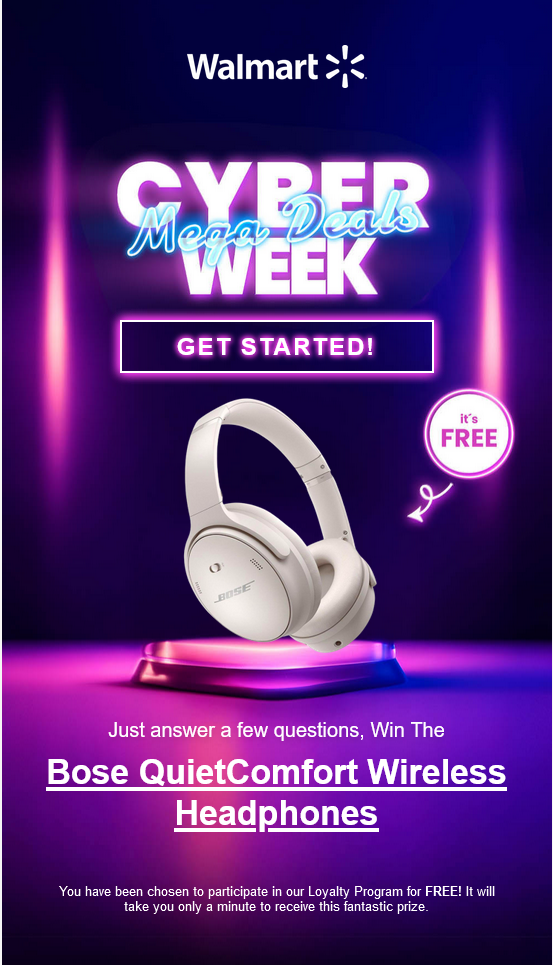 Walmart
CYBER
Mega Deals
WEEK
GET STARTED!
it´s
FREE
BOSE
Just answer a few questions, Win The
Bose QuietComfort Wireless
Headphones
You have been chosen to participate in our Loyalty Program for FREE! It will
take you only a minute to receive this fantastic prize.